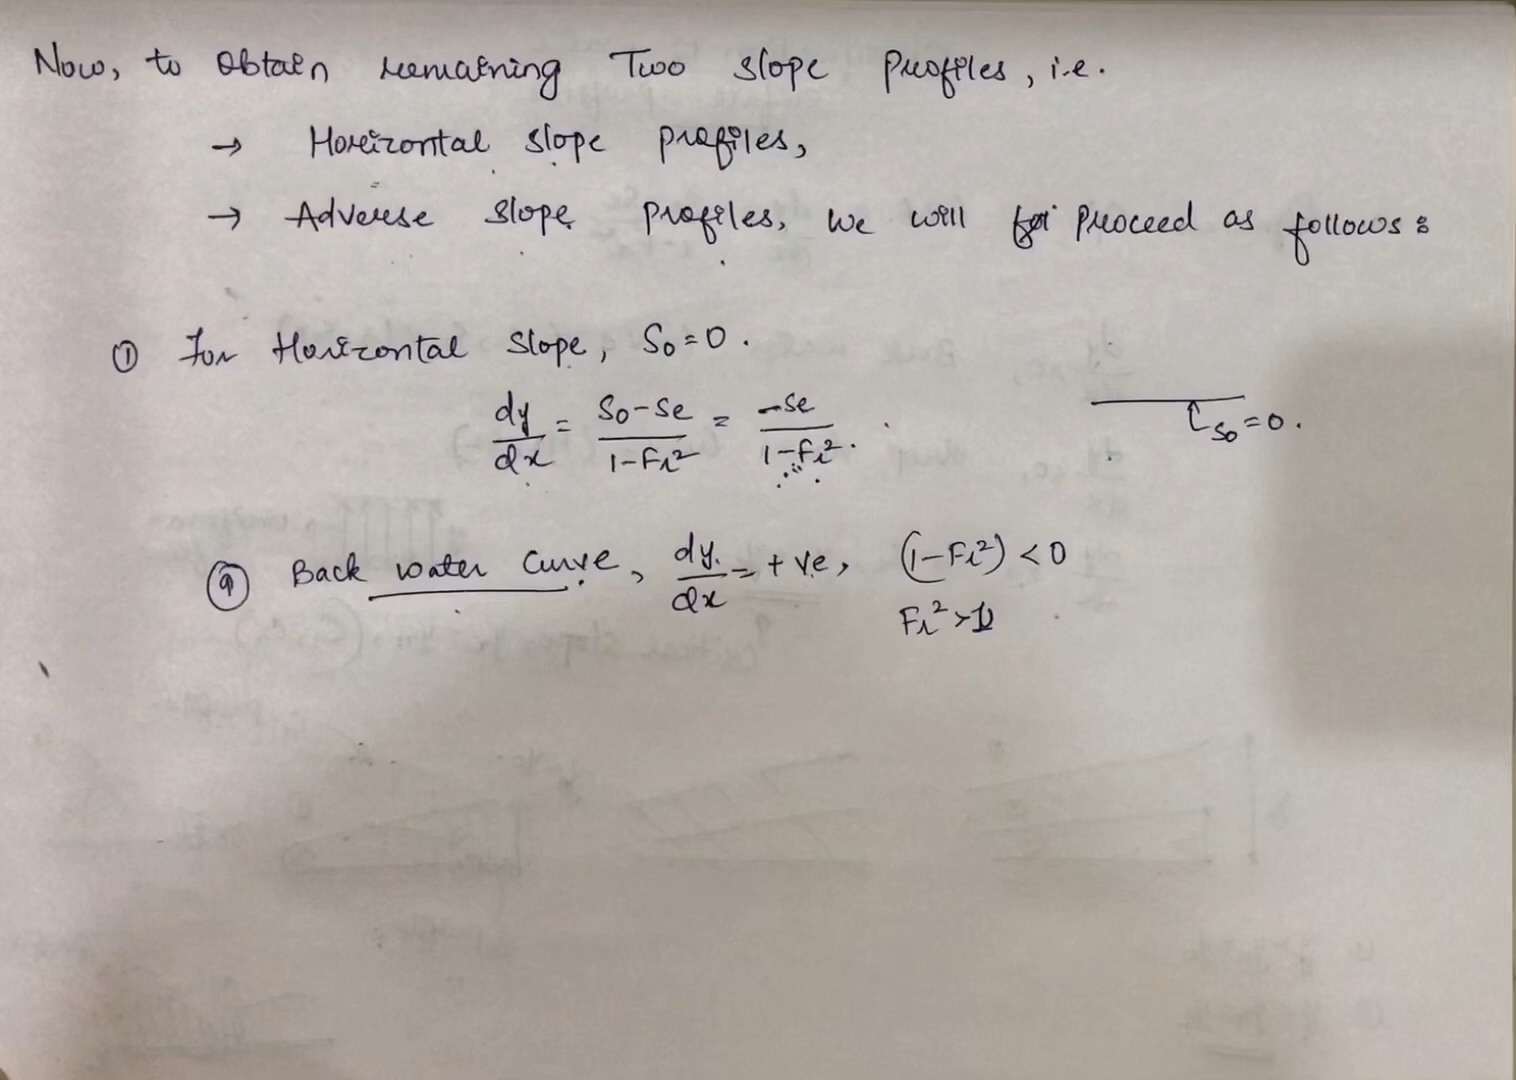 Now, to obtain remaining Two slope profiles, i.e.
→ Horizontal slope profiles,
→ Adverse slope profiles, we will proceed as follows :
① For Horizontal slope, So = 0.
dy/dx = So-Se/1-Fr² = -Se/1-Fr².
So = 0.
ⓐ Back water curve, dy/dx = +ve, (1-Fr²) < 0
Fr² > 1